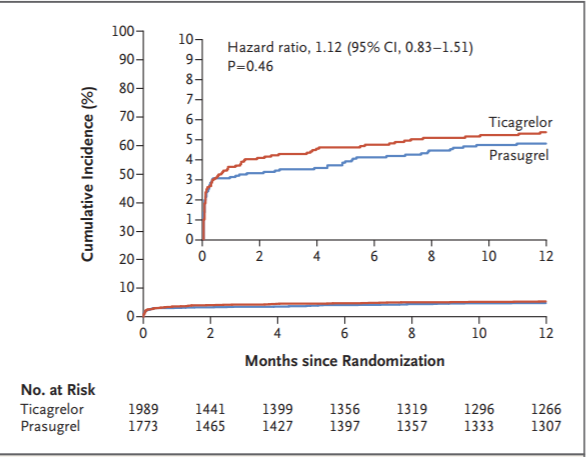 100
90
80
70
60
50
40
30
20
10
0
Cumulative Incidence (%)
10
9
8
7
6
5
4
3
2
1
0
Hazard ratio, 1.12 (95% CI, 0.83–1.51)
P=0.46
Ticagrelor
Prasugrel
0 2 4 6 8 10 12
0 2 4 6 8 10 12
Months since Randomization
No. at Risk
Ticagrelor 1989 1441 1399 1356 1319 1296 1266
Prasugrel 1773 1465 1427 1397 1357 1333 1307